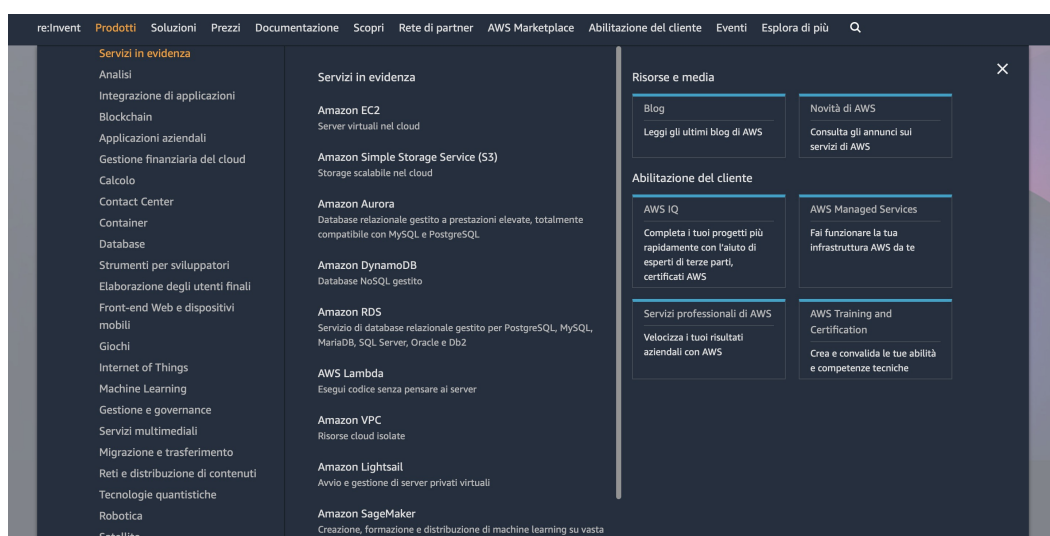 re:Invent Prodotti Soluzioni Prezzi Documentazione Scopri Rete di partner AWS Marketplace Abilitazione del cliente Eventi Esplora di più
Servizi in evidenza
Analisi
Integrazione di applicazioni
Blockchain
Applicazioni aziendali
Gestione finanziaria del cloud
Calcolo
Contact Center
Container
Database
Strumenti per sviluppatori
Elaborazione degli utenti finali
Front-end Web e dispositivi
mobili
Giochi
Internet of Things
Machine Learning
Gestione e governance
Servizi multimediali
Migrazione e trasferimento
Reti e distribuzione di contenuti
Tecnologie quantistiche
Robotica
Satellite
Servizi in evidenza
Amazon EC2
Server virtuali nel cloud
Amazon Simple Storage Service (S3)
Storage scalabile nel cloud
Amazon Aurora
Database relazionale gestito a prestazioni elevate, totalmente
compatibile con MySQL e PostgreSQL
Amazon DynamoDB
Database NoSQL gestito
Amazon RDS
Servizio di database relazionale gestito per PostgreSQL, MySQL,
MariaDB, SQL Server, Oracle e Db2
AWS Lambda
Esegui codice senza pensare ai server
Amazon VPC
Risorse cloud isolate
Amazon Lightsail
Avvio e gestione di server privati virtuali
Amazon SageMaker
Creazione, formazione e distribuzione di machine learning su vasta
Risorse e media
Blog
Leggi gli ultimi blog di AWS
Novità di AWS
Consulta gli annunci sui
servizi di AWS
Abilitazione del cliente
AWS IQ
Completa i tuoi progetti più
rapidamente con l'aiuto di
esperti di terze parti,
certificati AWS
AWS Managed Services
Fai funzionare la tua
infrastruttura AWS da te
Servizi professionali di AWS
Velocizza i tuoi risultati
aziendali con AWS
AWS Training and
Certification
Crea e convalida le tue abilità
e competenze tecniche